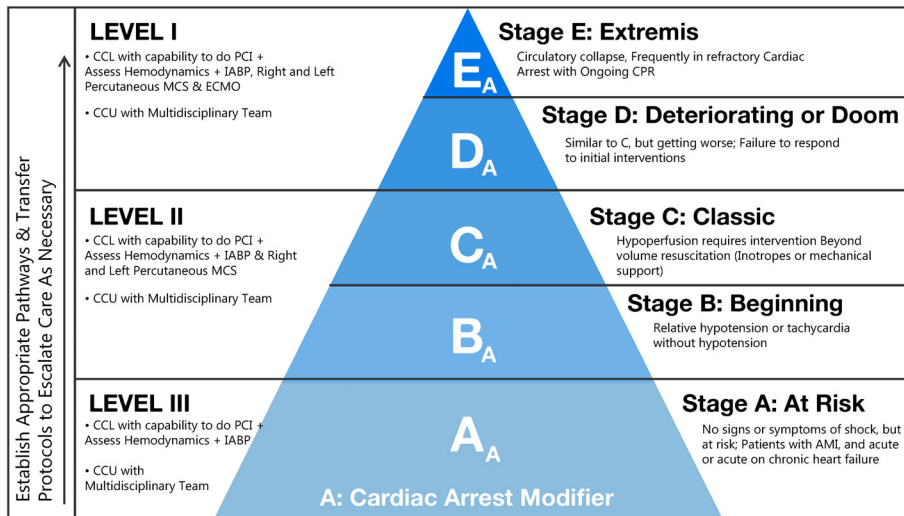 Establish Appropriate Pathways & Transfer
Protocols to Escalate Care As Necessary
LEVEL I
• CCL with capability to do PCI +
Assess Hemodynamics + IABP, Right and Left
Percutaneous MCS & ECMO
• CCU with Multidisciplinary Team
LEVEL II
• CCL with capability to do PCI +
Assess Hemodynamics + IABP & Right
and Left Percutaneous MCS
• CCU with Multidisciplinary Team
LEVEL III
• CCL with capability to do PCI +
Assess Hemodynamics + IABP
• CCU with
Multidisciplinary Team
EA
DA
CA
BA
AA
A: Cardiac Arrest Modifier
Stage E: Extremis
Circulatory collapse, Frequently in refractory Cardiac
Arrest with Ongoing CPR
Stage D: Deteriorating or Doom
Similar to C, but getting worse; Failure to respond
to initial interventions
Stage C: Classic
Hypoperfusion requires intervention Beyond
volume resuscitation (Inotropes or mechanical
support)
Stage B: Beginning
Relative hypotension or tachycardia
without hypotension
Stage A: At Risk
No signs or symptoms of shock, but
at risk; Patients with AMI, and acute
or acute on chronic heart failure